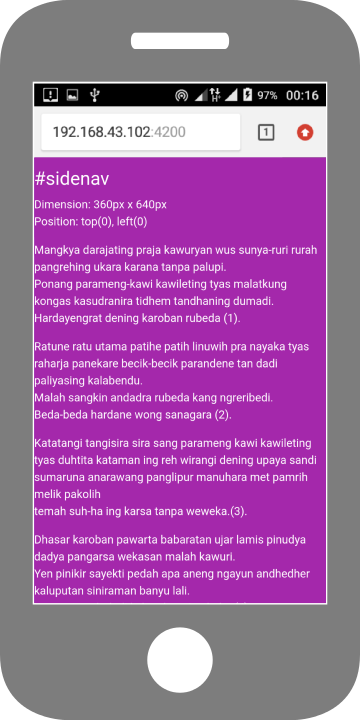 97% 00:16
192.168.43.102:4200 1
#sidenav
Dimension: 360px x 640px
Position: top(0), left(0)
Mangkya darajating praja kawuryan wus sunya-ruri rurah
pangrehing ukara karana tanpa palupi.
Ponang parameng-kawi kawileting tyas malatkung
kongas kasudranira tidhem tandhaning dumadi.
Hardayengrat dening karoban rubeda (1).
Ratune ratu utama patihe patih linuwih pra nayaka tyas
raharja panekare becik-becik parandene tan dadi
paliyasing kalabendu.
Malah sangkin andadra rubeda kang ngreribedi.
Beda-beda hardane wong sanagara (2).
Katatangi tangisira sira sang parameng kawi kawileting
tyas duhtita kataman ing reh wirangi dening upaya sandi
sumaruna anarawang panglipur manuhara met pamrih
melik pakolih
temah suh-ha ing karsa tanpa weweka.(3).
Dhasar karoban pawarta babaratan ujar lamis pinudya
dadya pangarsa wekasan malah kawuri.
Yen pinikir sayekti pedah apa aneng ngayun andhedher
kaluputan siniraman banyu lali.